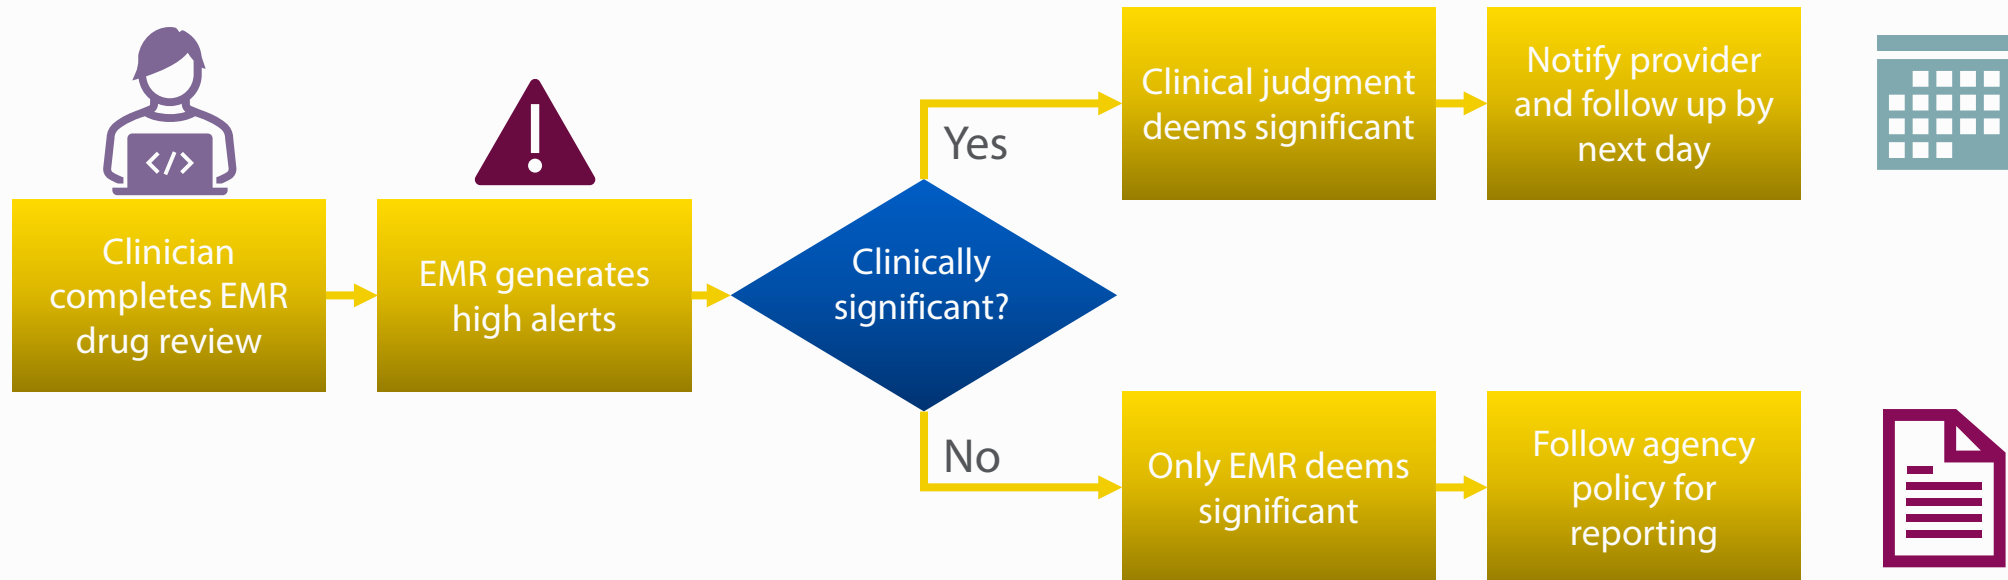 Clinician
completes EMR
drug review
EMR generates
high alerts
Clinically
significant?
Yes
Clinical judgment
deems significant
Notify provider
and follow up by
next day
No
Only EMR deems
significant
Follow agency
policy for
reporting